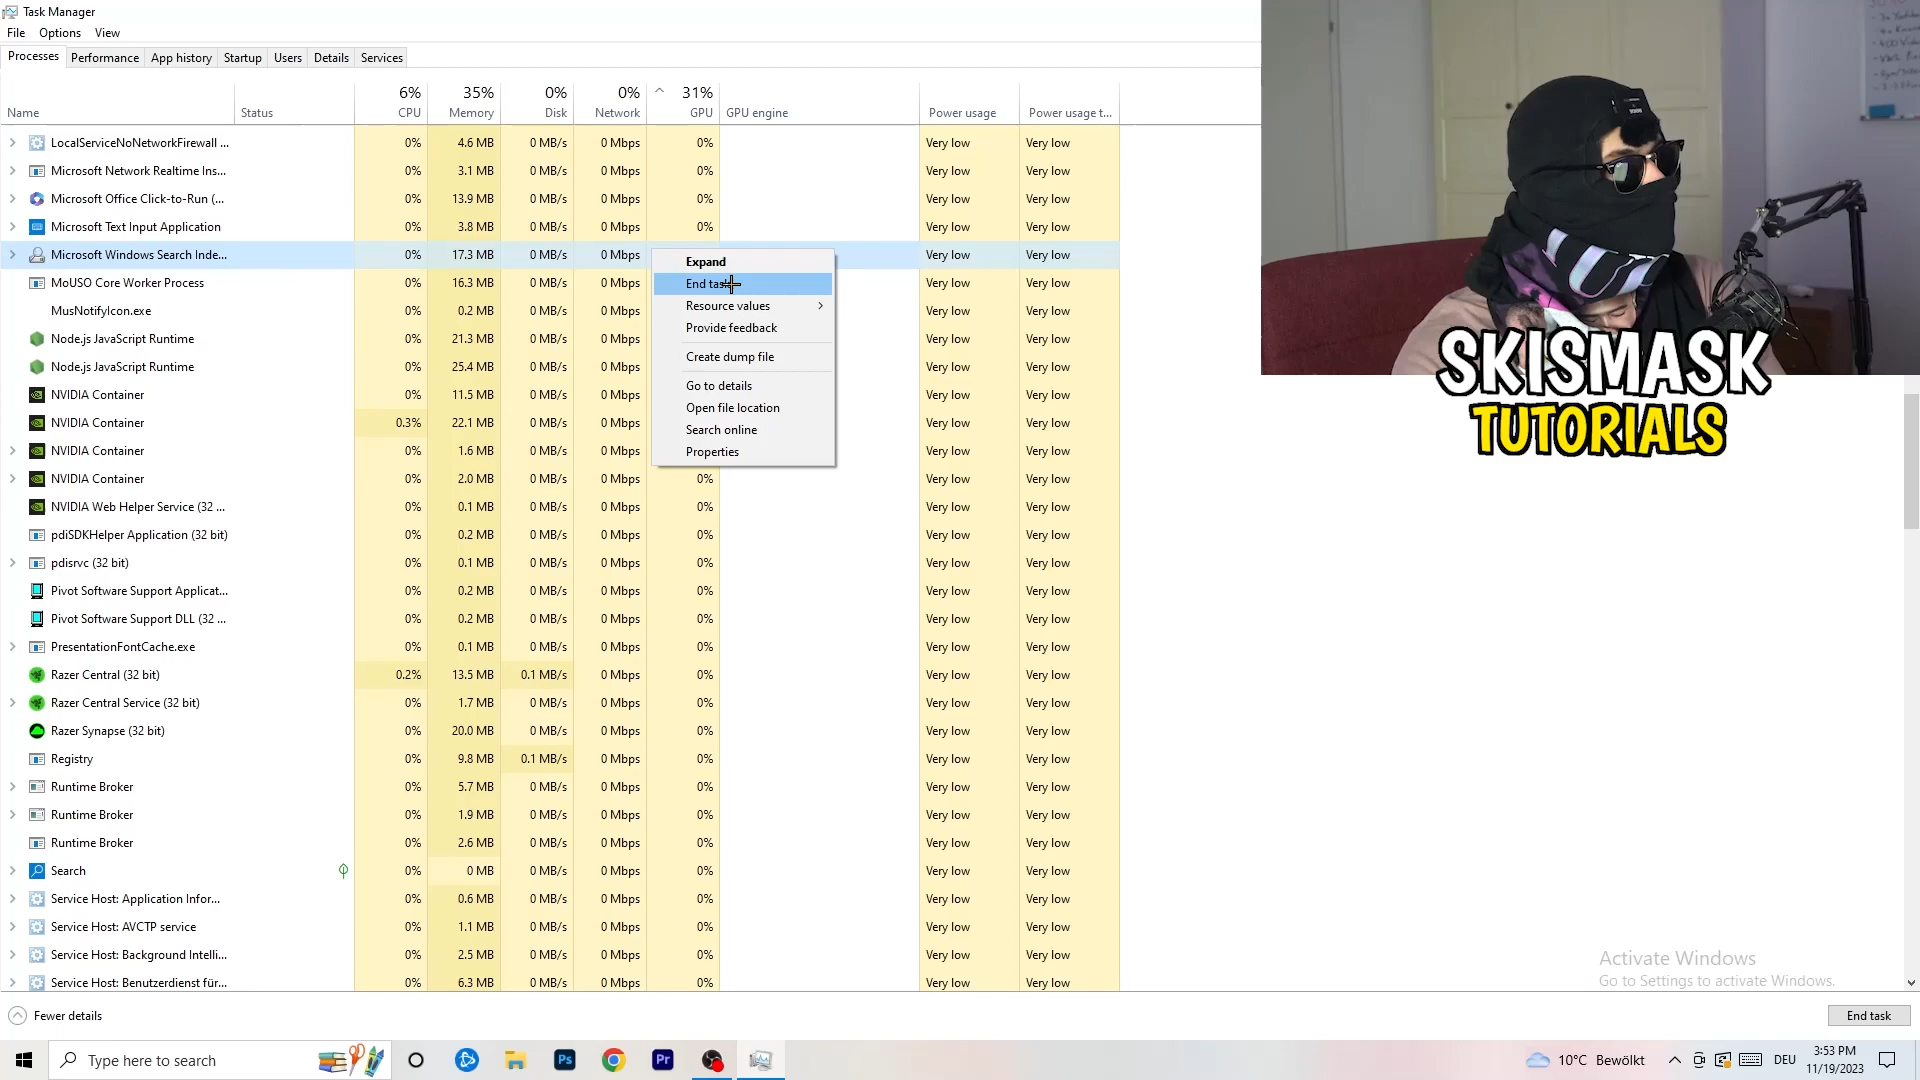 Task Manager
File Options View
Processes Performance App history Startup Users Details Services
6% 35% 0% 0% 31%
Name Status CPU Memory Disk Network GPU GPU engine Power usage Power usage t...
LocalServiceNoNetworkFirewall ... 0% 4.6 MB 0 MB/s 0 Mbps 0% Very low Very low
Microsoft Network Realtime Ins... 0% 3.1 MB 0 MB/s 0 Mbps 0% Very low Very low
Microsoft Office Click-to-Run (... 0% 13.9 MB 0 MB/s 0 Mbps 0% Very low Very low
Microsoft Text Input Application 0% 3.8 MB 0 MB/s 0 Mbps 0% Very low Very low
Microsoft Windows Search Inde... 0% 17.3 MB 0 MB/s 0 Mbps Very low Very low
MoUSO Core Worker Process 0% 16.3 MB 0 MB/s 0 Mbps Very low Very low
MusNotifyIcon.exe 0% 0.2 MB 0 MB/s 0 Mbps Very low Very low
Node.js JavaScript Runtime 0% 21.3 MB 0 MB/s 0 Mbps Very low Very low
Node.js JavaScript Runtime 0% 25.4 MB 0 MB/s 0 Mbps Very low Very low
NVIDIA Container 0% 11.5 MB 0 MB/s 0 Mbps Very low Very low
NVIDIA Container 0.3% 22.1 MB 0 MB/s 0 Mbps Very low Very low
NVIDIA Container 0% 1.6 MB 0 MB/s 0 Mbps Very low Very low
NVIDIA Container 0% 2.0 MB 0 MB/s 0 Mbps 0% Very low Very low
NVIDIA Web Helper Service (32 ... 0% 0.1 MB 0 MB/s 0 Mbps 0% Very low Very low
pdiSDKHelper Application (32 bit) 0% 0.2 MB 0 MB/s 0 Mbps 0% Very low Very low
pdisrvc (32 bit) 0% 0.1 MB 0 MB/s 0 Mbps 0% Very low Very low
Pivot Software Support Applicat... 0% 0.2 MB 0 MB/s 0 Mbps 0% Very low Very low
Pivot Software Support DLL (32 ... 0% 0.2 MB 0 MB/s 0 Mbps 0% Very low Very low
PresentationFontCache.exe 0% 0.1 MB 0 MB/s 0 Mbps 0% Very low Very low
Razer Central (32 bit) 0.2% 13.5 MB 0.1 MB/s 0 Mbps 0% Very low Very low
Razer Central Service (32 bit) 0% 1.7 MB 0 MB/s 0 Mbps 0% Very low Very low
Razer Synapse (32 bit) 0% 20.0 MB 0 MB/s 0 Mbps 0% Very low Very low
Registry 0% 9.8 MB 0.1 MB/s 0 Mbps 0% Very low Very low
Runtime Broker 0% 5.7 MB 0 MB/s 0 Mbps 0% Very low Very low
Runtime Broker 0% 1.9 MB 0 MB/s 0 Mbps 0% Very low Very low
Runtime Broker 0% 2.6 MB 0 MB/s 0 Mbps 0% Very low Very low
Search 0% 0 MB 0 MB/s 0 Mbps 0% Very low Very low
Service Host: Application Infor... 0% 0.6 MB 0 MB/s 0 Mbps 0% Very low Very low
Service Host: AVCTP service 0% 1.1 MB 0 MB/s 0 Mbps 0% Very low Very low
Service Host: Background Intelli... 0% 2.5 MB 0 MB/s 0 Mbps 0% Very low Very low
Service Host: Benutzerdienst für... 0% 6.3 MB 0 MB/s 0 Mbps 0% Very low Very low
Expand
End task
Resource values
Provide feedback
Create dump file
Go to details
Open file location
Search online
Properties
SKISMASK
TUTORIALS
Activate Windows
Go to Settings to activate Windows.
Fewer details
End task
Type here to search
Ps
Pr
10°C Bewölkt
DEU
3:53 PM
11/19/2023